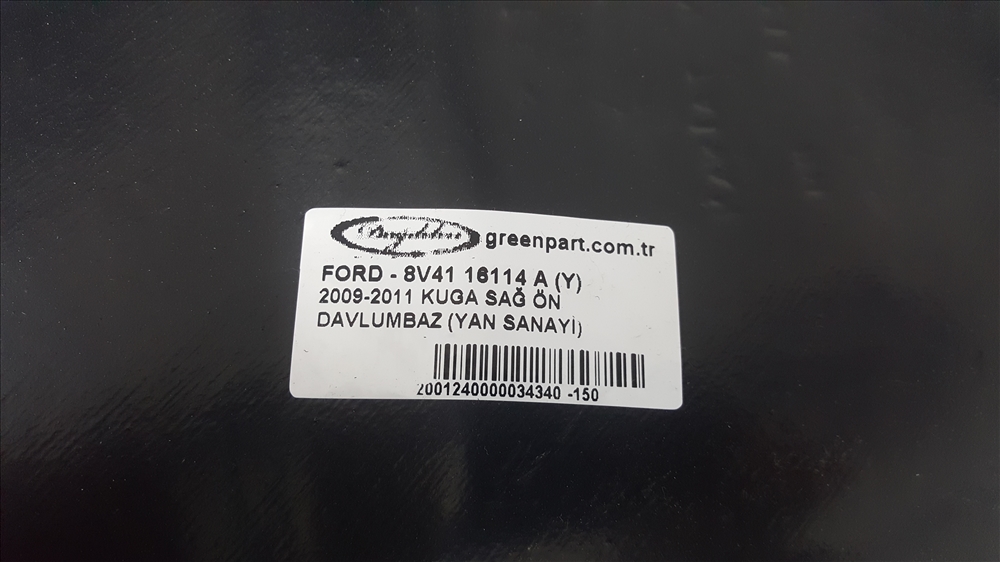 greenpart.com.tr
FORD - 8V41 16114 A (Y)
2009-2011 KUGA SAĞ ÖN
DAVLUMBAZ (YAN SANAYİ)
2001240000034340 -150